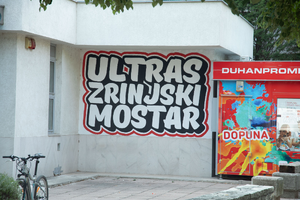 ULTRAS
ZRINJSKI
MOSTAR
DUHANPROM
DOPUNA